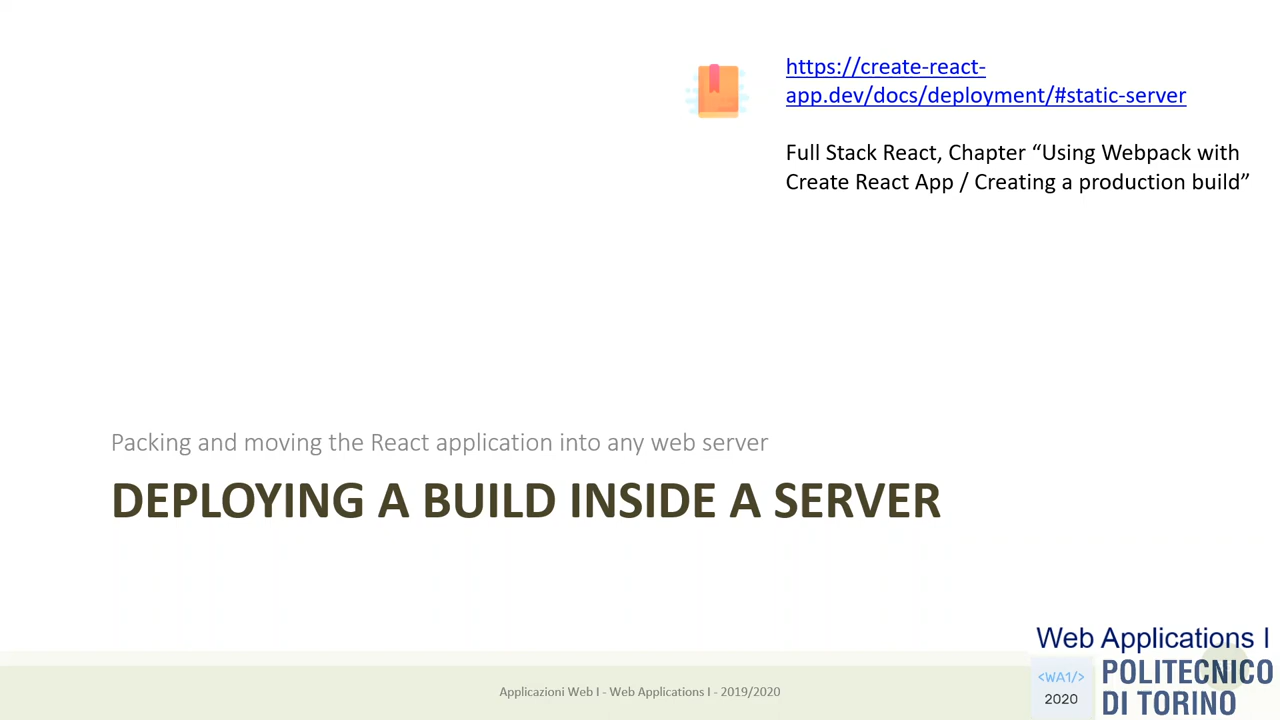 https://create-react-
app.dev/docs/deployment/#static-server
Full Stack React, Chapter “Using Webpack with
Create React App / Creating a production build”
Packing and moving the React application into any web server
DEPLOYING A BUILD INSIDE A SERVER
Applicazioni Web I - Web Applications I - 2019/2020
Web Applications I
<WA1/>
2020
POLITECNICO
DI TORINO